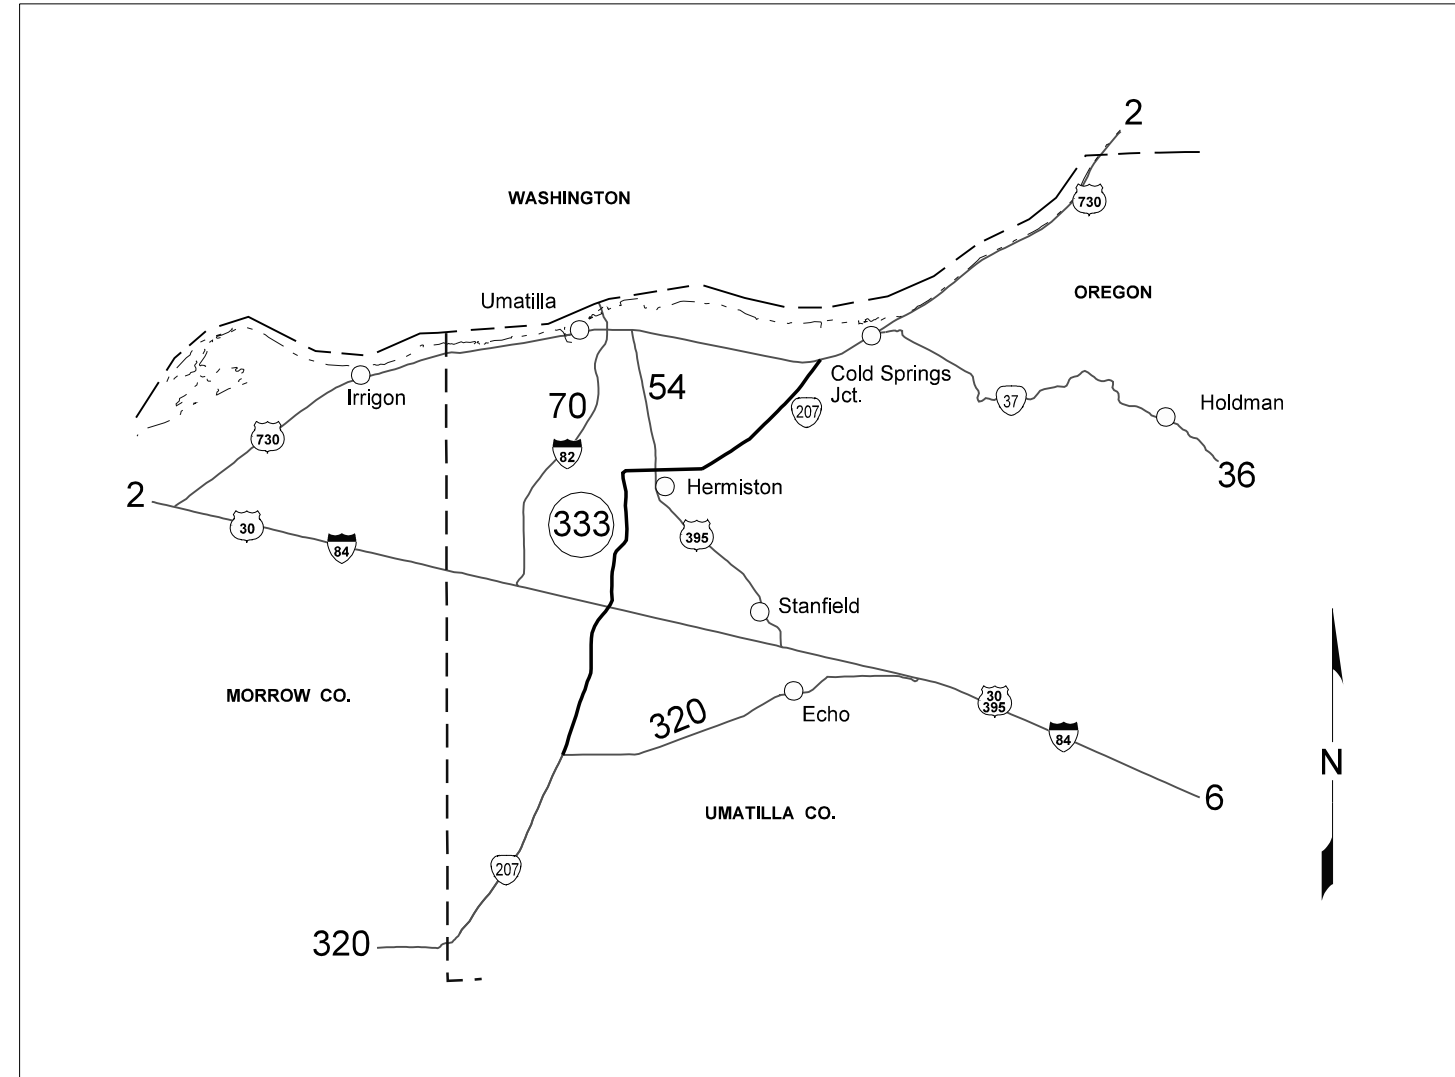 2
WASHINGTON
730
OREGON
Umatilla
Cold Springs
Jct.
54
Irrigon
70
207
37
Holdman
730
82
36
2
Hermiston
30
333
395
84
Stanfield
MORROW CO.
320
Echo
30
395
84
N
6
UMATILLA CO.
207
320